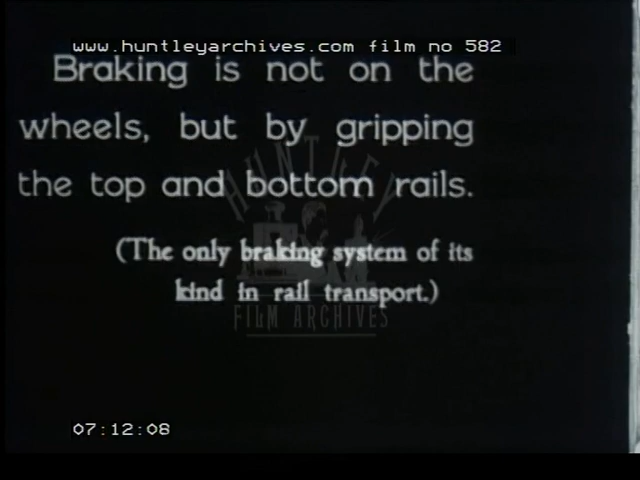 www.huntleyarchives.com film no 582
Braking is not on the
wheels, but by gripping
the top and bottom rails.
(The only braking system of its
kind in rail transport.)
HUNTLEY
FILM ARCHIVES
07:12:08